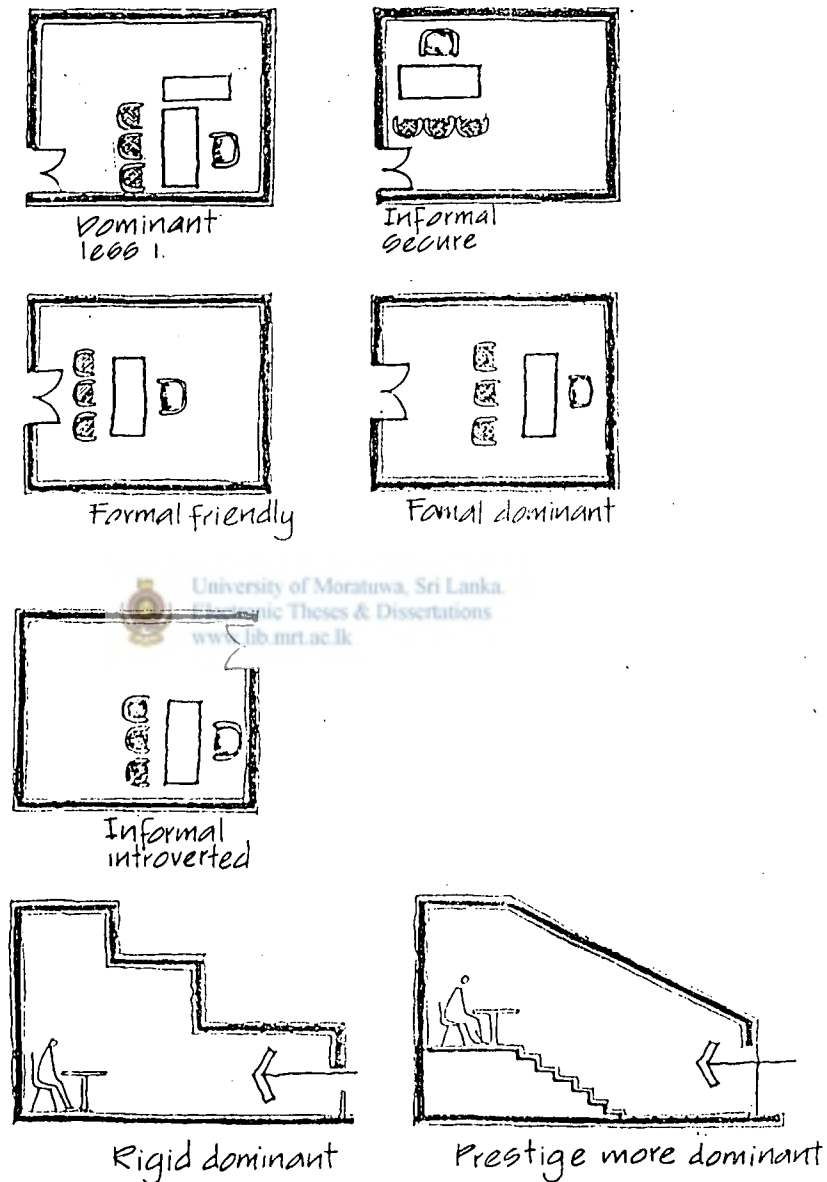 Dominant
less 1.
Informal
secure
Formal friendly
Fomal dominant
University of Moratuwa, Sri Lanka.
Electronic Theses & Dissertations
www.lib.mrt.ac.lk
Informal
introverted
Rigid dominant
Prestige more dominant